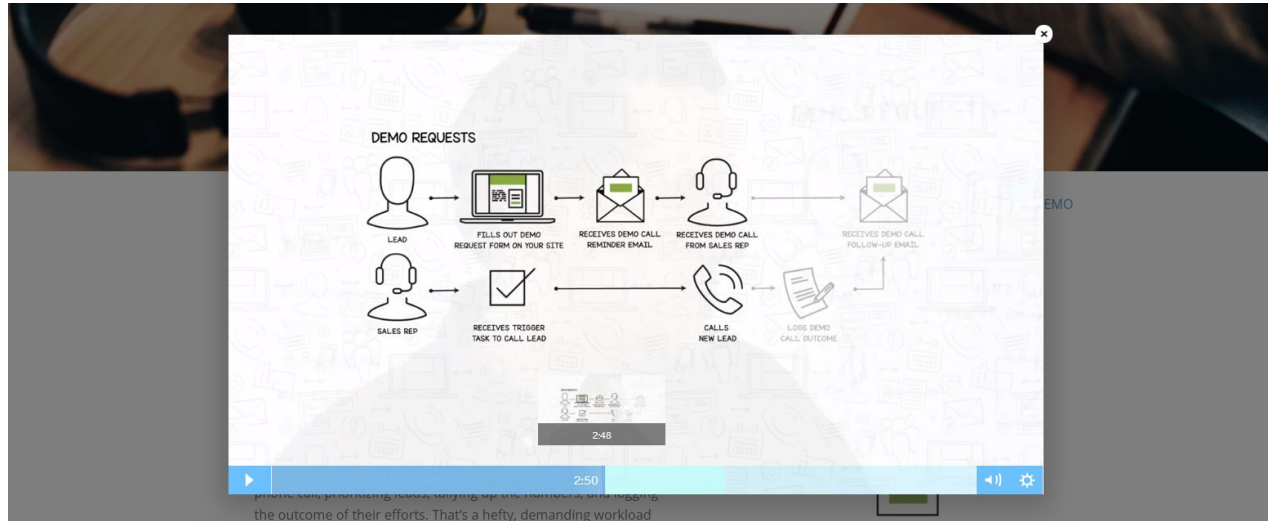 DEMO REQUESTS
LEAD
FILLS OUT DEMO
REQUEST FORM ON YOUR SITE
RECEIVES DEMO CALL
REMINDER EMAIL
RECEIVES DEMO CALL
FROM SALES REP
RECEIVES DEMO CALL
FOLLOW-UP EMAIL
EMO
SALES REP
RECEIVES TRIGGER
TASK TO CALL LEAD
CALLS
NEW LEAD
LOGS DEMO
CALL OUTCOME
2:48
2:50
phone call, prioritizing leads, tallying up the numbers, and logging
the outcome of their efforts. That's a hefty, demanding workload